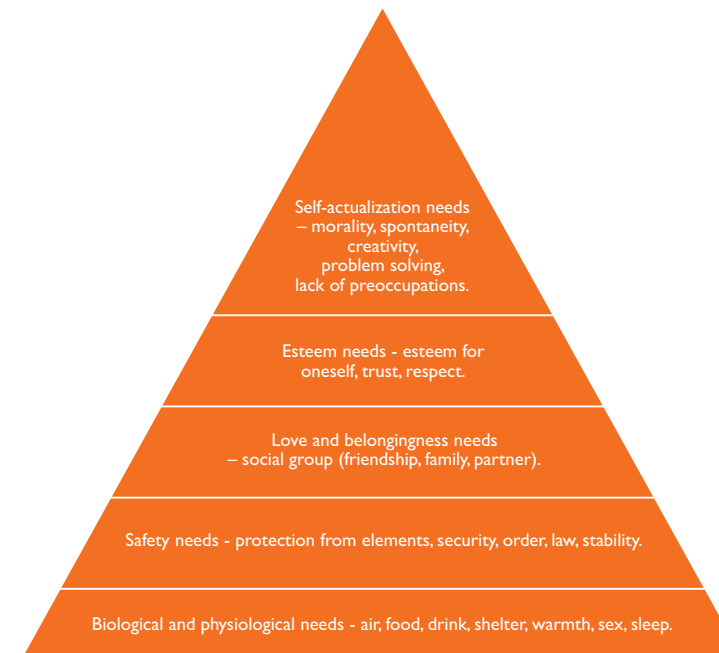 Self-actualization needs
– morality, spontaneity,
creativity,
problem solving,
lack of preoccupations.
Esteem needs - esteem for
oneself, trust, respect.
Love and belongingness needs
– social group (friendship, family, partner).
Safety needs - protection from elements, security, order, law, stability.
Biological and physiological needs - air, food, drink, shelter, warmth, sex, sleep.